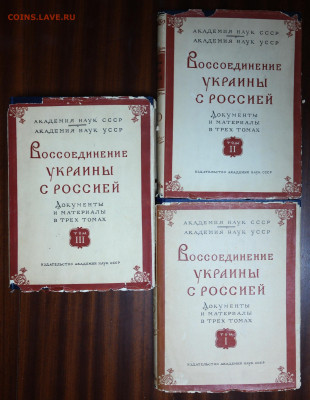 COINS.LAVE.RU
АКАДЕМИЯ НАУК СССР
АКАДЕМИЯ НАУК УССР
Воссоединение
УКРАИНЫ
С РОССИЕЙ
ДОКУМЕНТЫ
И МАТЕРИАЛЫ
В ТРЕХ ТОМАХ
ТОМ
II
ИЗДАТЕЛЬСТВО АКАДЕМИИ НАУК СССР
АКАДЕМИЯ НАУК СССР
АКАДЕМИЯ НАУК УССР
Воссоединение
УКРАИНЫ
С РОССИЕЙ
ДОКУМЕНТЫ
И МАТЕРИАЛЫ
В ТРЕХ ТОМАХ
ТОМ
III
ИЗДАТЕЛЬСТВО АКАДЕМИИ НАУК СССР
АКАДЕМИЯ НАУК СССР
АКАДЕМИЯ НАУК УССР
Воссоединение
УКРАИНЫ
С РОССИЕЙ
ДОКУМЕНТЫ
И МАТЕРИАЛЫ
В ТРЕХ ТОМАХ
ТОМ
I
ИЗДАТЕЛЬСТВО АКАДЕМИИ НАУК СССР